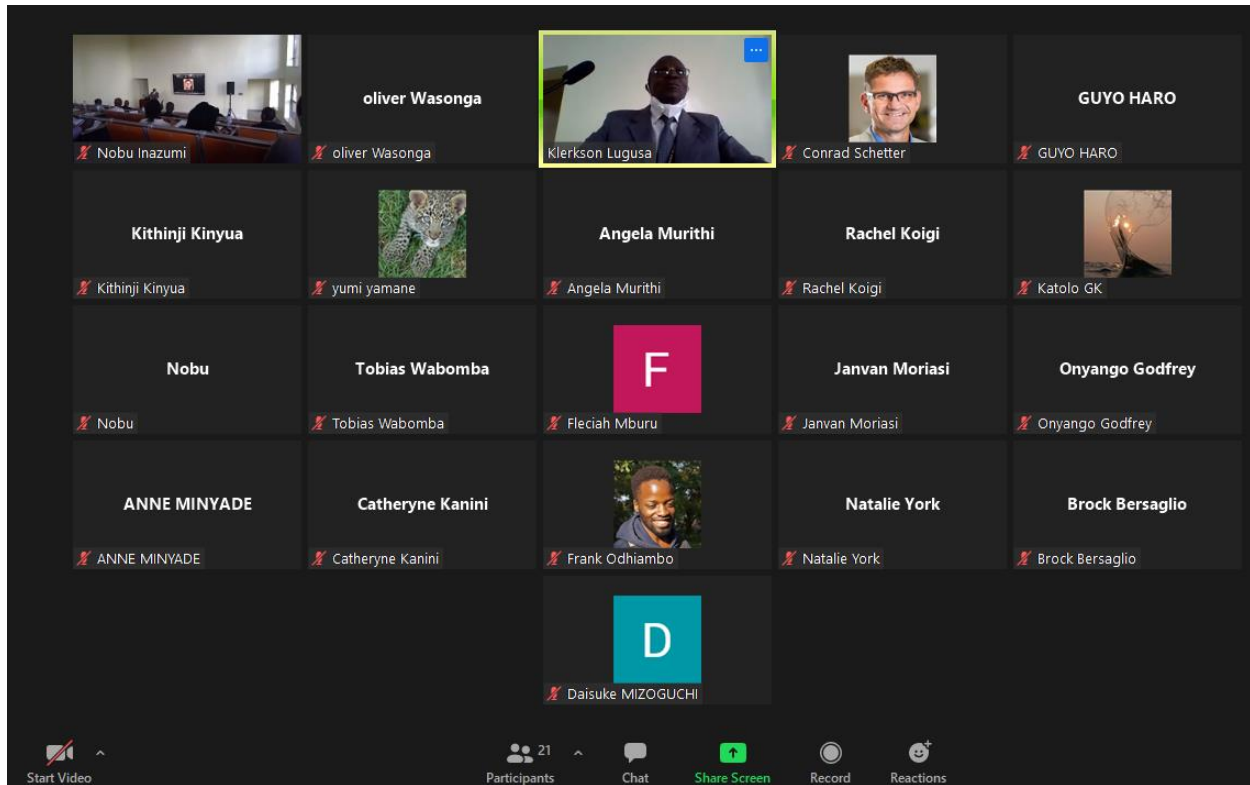 oliver Wasonga
GUYO HARO
Nobu Inazumi
oliver Wasonga
Klerkson Lugusa
Conrad Schetter
GUYO HARO
Kithinji Kinyua
Angela Murithi
Rachel Koigi
Kithinji Kinyua
yumi yamane
Angela Murithi
Rachel Koigi
Katolo GK
Nobu
Tobias Wabomba
F
Janvan Moriasi
Onyango Godfrey
Nobu
Tobias Wabomba
Fleciah Mburu
Janvan Moriasi
Onyango Godfrey
ANNE MINYADE
Catheryne Kanini
Natalie York
Brock Bersaglio
ANNE MINYADE
Catheryne Kanini
Frank Odhiambo
Natalie York
Brock Bersaglio
D
Daisuke MIZOGUCHI
21
Start Video
Participants
Chat
Share Screen
Record
Reactions